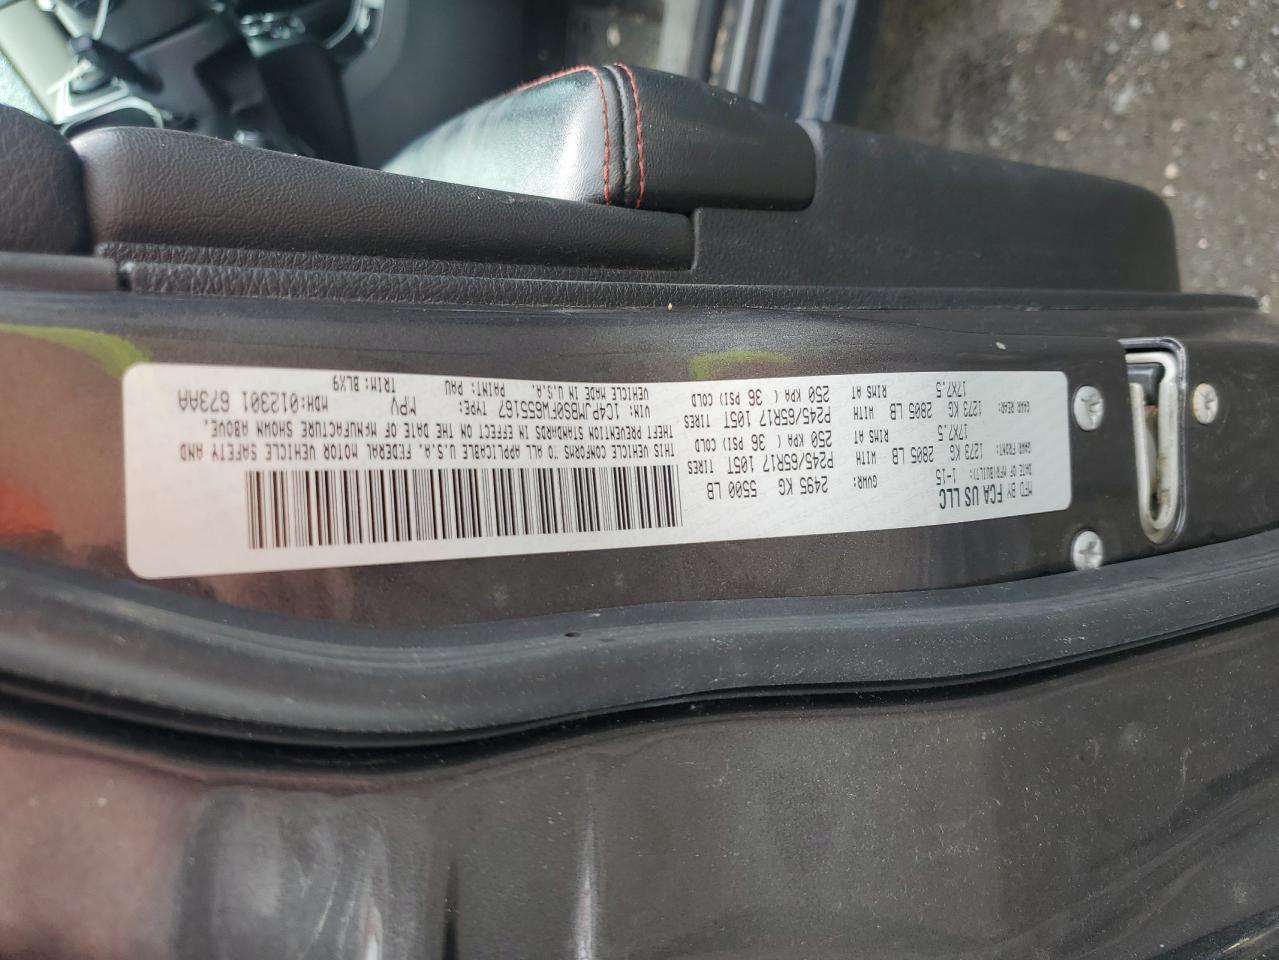 MFD BY FCA US LLC
DATE OF MFR(BUILT): 1-15
GVWR: 2495 KG 5500 LB
GWAR FRONT: 1273 KG 2805 LB WITH P245/65R17 105T TIRES
17X7.5 RIMS AT 250 KPA ( 36 PSI) COLD
GWAR REAR: 1273 KG 2805 LB WITH P245/65R17 105T TIRES
17X7.5 RIMS AT 250 KPA ( 36 PSI) COLD
THIS VEHICLE CONFORMS TO ALL APPLICABLE U.S.A. FEDERAL MOTOR VEHICLE SAFETY AND
THEFT PREVENTION STANDARDS IN EFFECT ON THE DATE OF MANUFACTURE SHOWN ABOVE.
VIN: 1C4PJMBS0FW655167 TYPE: MPV MDH:012301 673AA
VEHICLE MADE IN U.S.A. PAINT: PAU TRIM: BLX9